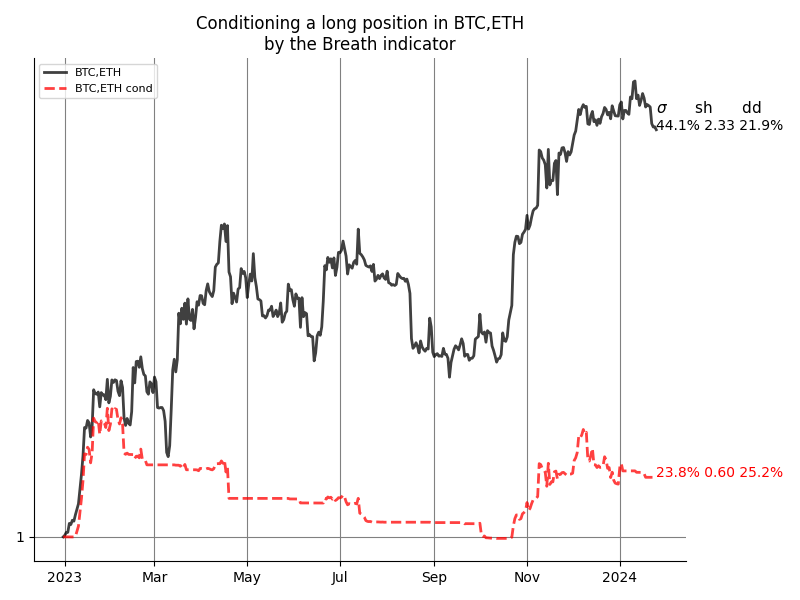 Conditioning a long position in BTC,ETH
by the Breath indicator
BTC,ETH
BTC,ETH cond
σ sh dd
44.1% 2.33 21.9%
23.8% 0.60 25.2%
1
2023 Mar May Jul Sep Nov 2024